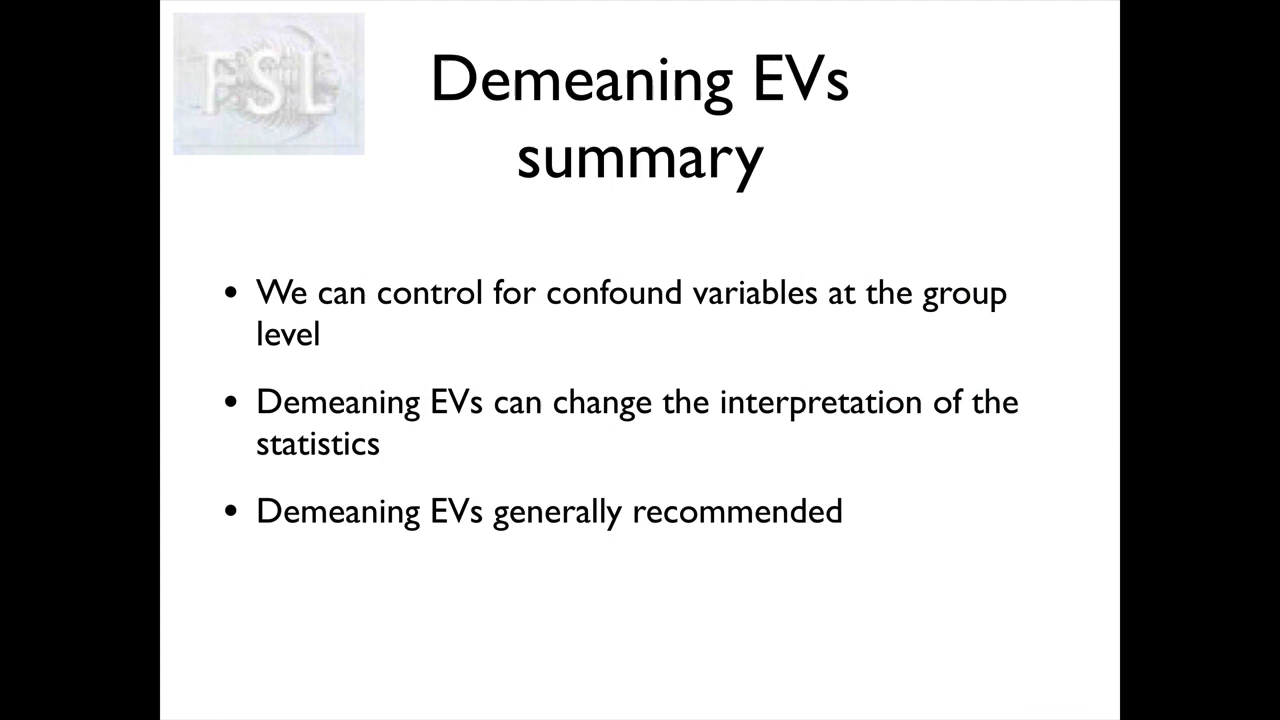 FSL
Demeaning EVs
summary
• We can control for confound variables at the group
level
• Demeaning EVs can change the interpretation of the
statistics
• Demeaning EVs generally recommended